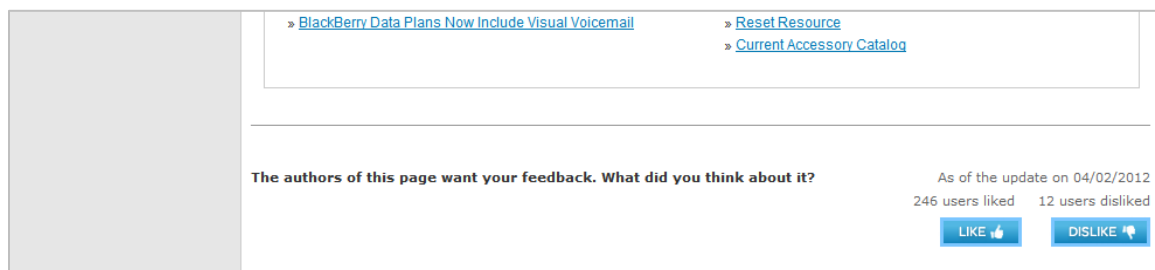 » BlackBerry Data Plans Now Include Visual Voicemail
» Reset Resource
» Current Accessory Catalog
The authors of this page want your feedback. What did you think about it?
As of the update on 04/02/2012
246 users liked 12 users disliked
LIKE DISLIKE